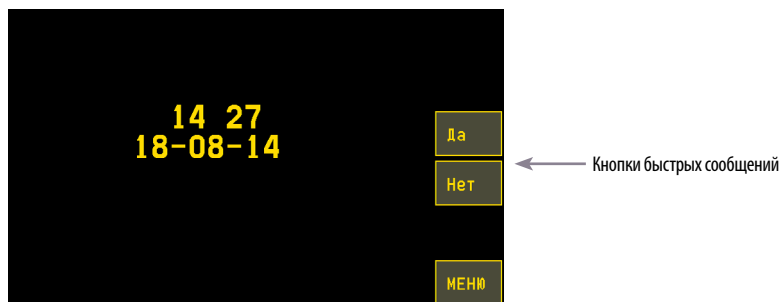 14 27
18-08-14
Да
Нет
МЕНЮ
Кнопки быстрых сообщений